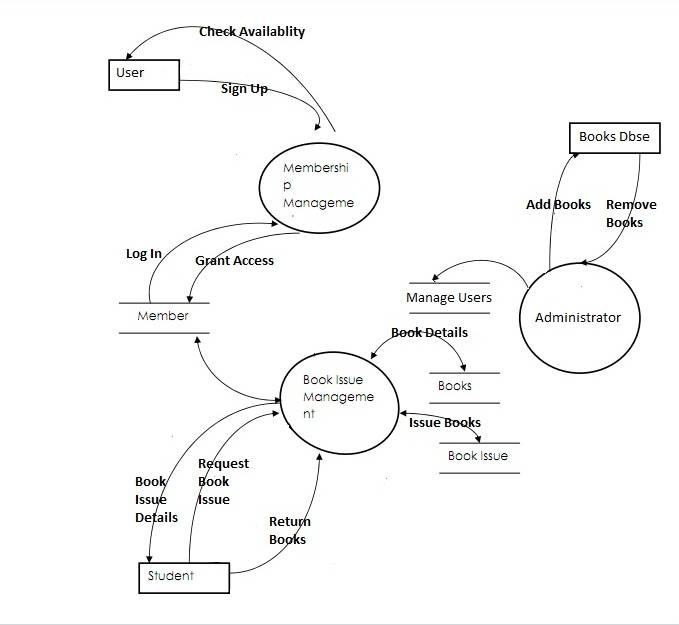 Check Availablity
User
Sign Up
Books Dbse
Membershi
p
Manageme
Add Books
Remove
Books
Log In
Grant Access
Manage Users
Member
Administrator
Book Details
Book Issue
Manageme
nt
Books
Issue Books
Book Issue
Request
Book
Issue
Book
Issue
Details
Return
Books
Student